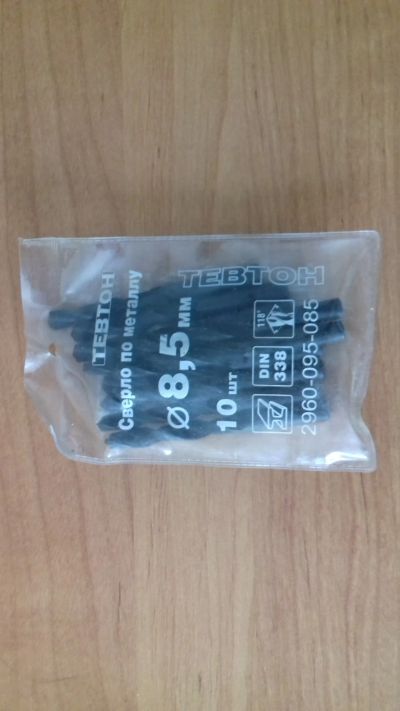 ТЕВТОН
ТЕВТОН
Сверло по металлу
Ø 8,5 мм
10 шт
118°
DIN
338
2960-095-085